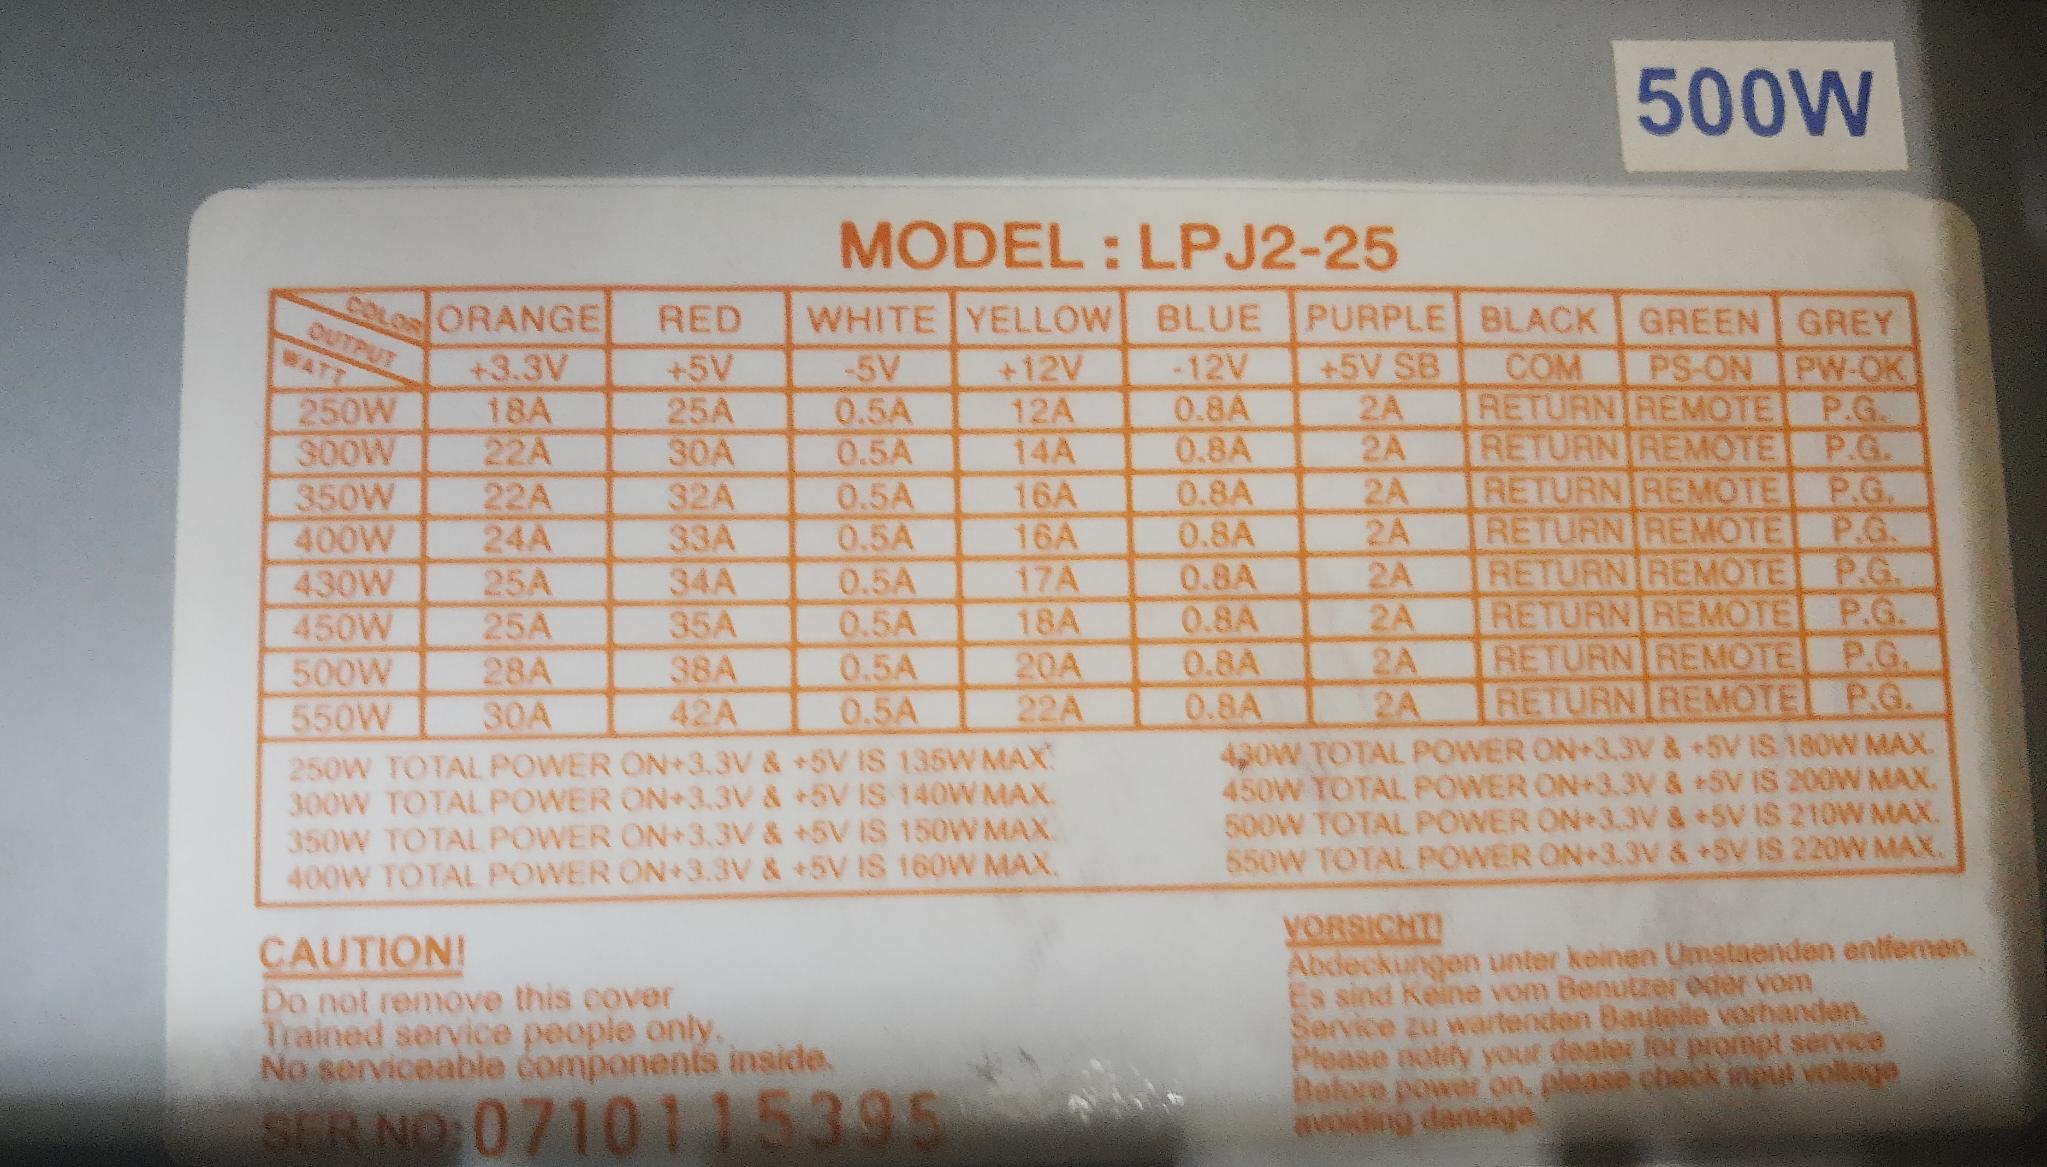 500W
MODEL : LPJ2-25
COLOR ORANGE RED WHITE YELLOW BLUE PURPLE BLACK GREEN GREY
OUTPUT WATT +3.3V +5V -5V +12V -12V +5V SB COM PS-ON PW-OK
250W 18A 25A 0.5A 12A 0.8A 2A RETURN REMOTE P.G.
300W 22A 30A 0.5A 14A 0.8A 2A RETURN REMOTE P.G.
350W 22A 32A 0.5A 16A 0.8A 2A RETURN REMOTE P.G.
400W 24A 33A 0.5A 16A 0.8A 2A RETURN REMOTE P.G.
430W 25A 34A 0.5A 17A 0.8A 2A RETURN REMOTE P.G.
450W 25A 35A 0.5A 18A 0.8A 2A RETURN REMOTE P.G.
500W 28A 38A 0.5A 20A 0.8A 2A RETURN REMOTE P.G.
550W 30A 42A 0.5A 22A 0.8A 2A RETURN REMOTE P.G.
250W TOTAL POWER ON+3.3V & +5V IS 135W MAX.
300W TOTAL POWER ON+3.3V & +5V IS 140W MAX.
350W TOTAL POWER ON+3.3V & +5V IS 150W MAX.
400W TOTAL POWER ON+3.3V & +5V IS 160W MAX.
430W TOTAL POWER ON+3.3V & +5V IS 180W MAX.
450W TOTAL POWER ON+3.3V & +5V IS 200W MAX.
500W TOTAL POWER ON+3.3V & +5V IS 210W MAX.
550W TOTAL POWER ON+3.3V & +5V IS 220W MAX.
CAUTION!
Do not remove this cover
Trained service people only.
No serviceable components inside.
SER NO: 0710115395
VORSICHT!
Abdeckungen unter keinen Umstaenden entfernen.
Es sind Keine vom Benutzer oder vom
Service zu wartenden Bauteile vorhanden.
Please notify your dealer for prompt service
Before power on, please check input voltage
avoiding damage.